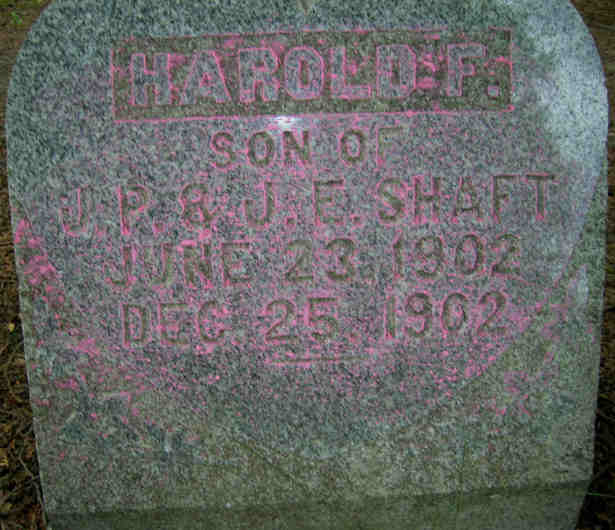 HAROLD F.
SON OF
J. P. & J. E. SHAFT
JUNE 23, 1902
DEC. 25, 1902